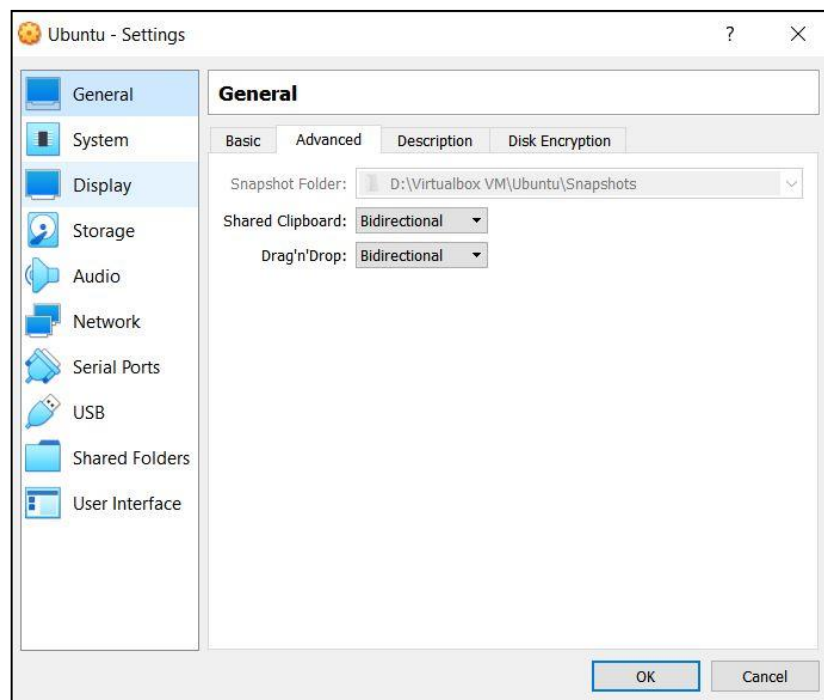 Ubuntu - Settings
?
General
System
Display
Storage
Audio
Network
Serial Ports
USB
Shared Folders
User Interface
General
Basic Advanced Description Disk Encryption
Snapshot Folder: D:\Virtualbox VM\Ubuntu\Snapshots
Shared Clipboard: Bidirectional
Drag'n'Drop: Bidirectional
OK Cancel